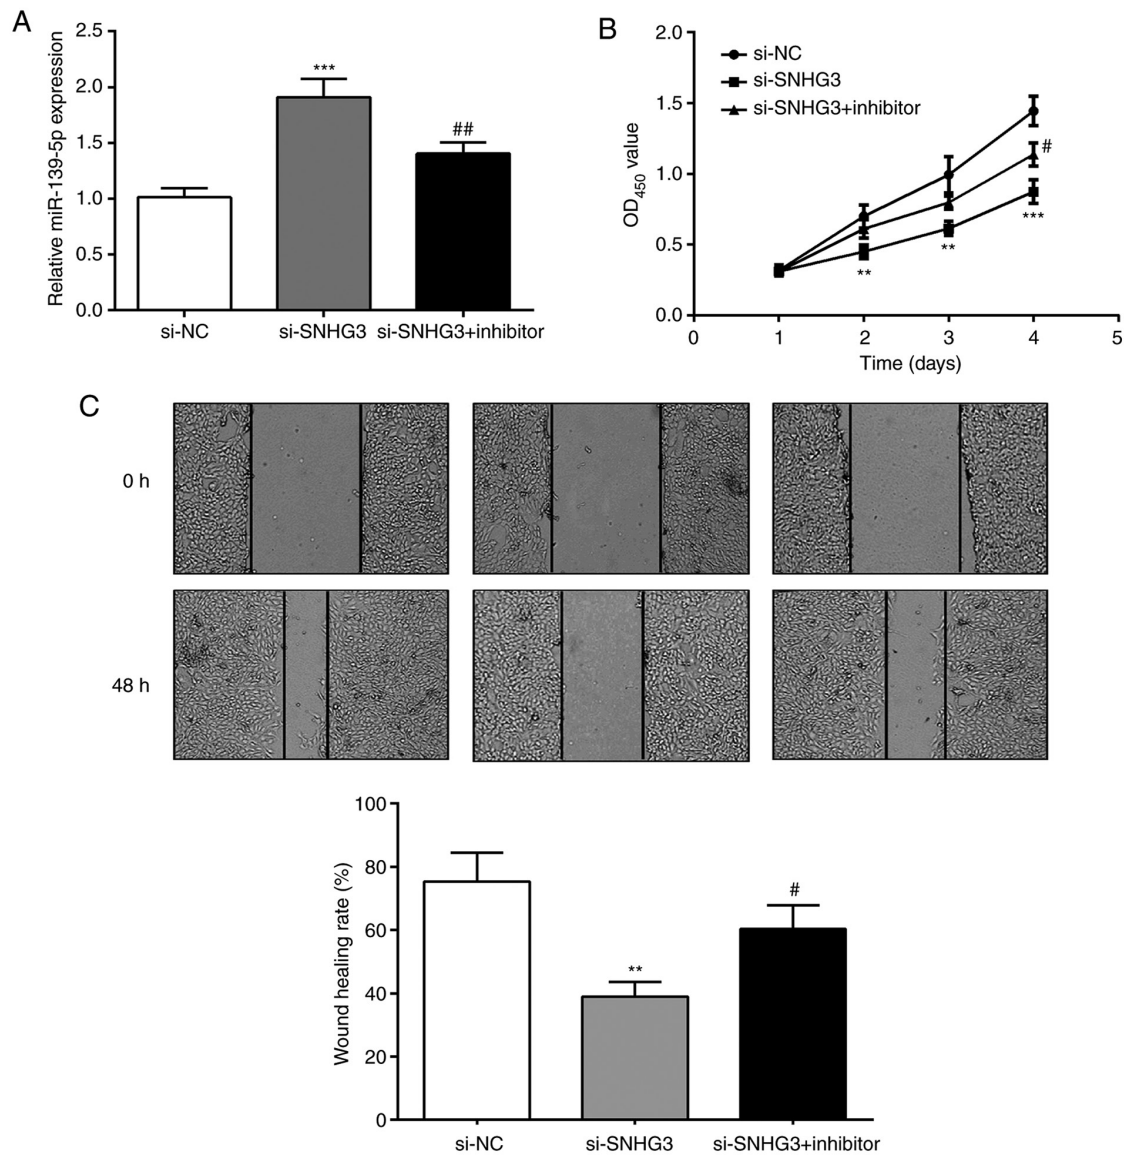 A
Relative miR-139-5p expression
2.5
2.0
1.5
1.0
0.5
0.0
***
##
si-NC
si-SNHG3
si-SNHG3+inhibitor
B
OD450 value
2.0
1.5
1.0
0.5
0.0
si-NC
si-SNHG3
si-SNHG3+inhibitor
#
**
**
***
0
1
2
3
4
5
Time (days)
C
0 h
48 h
Wound healing rate (%)
100
80
60
40
20
0
**
#
si-NC
si-SNHG3
si-SNHG3+inhibitor